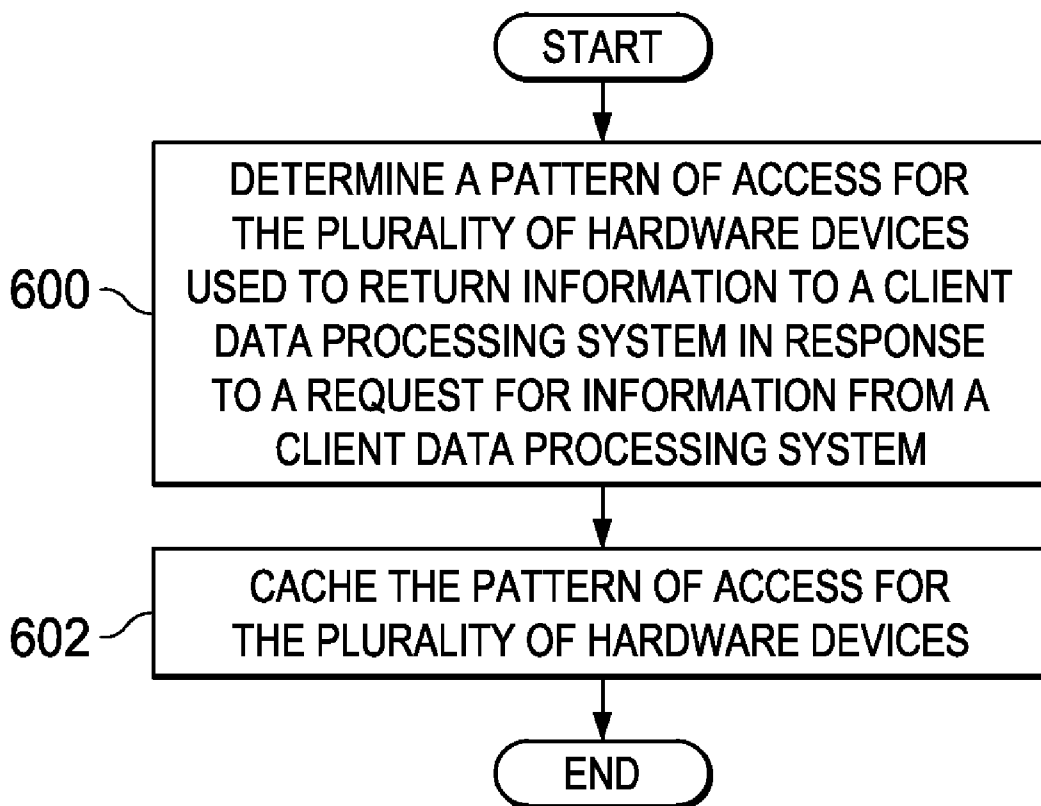 START
DETERMINE A PATTERN OF ACCESS FOR
THE PLURALITY OF HARDWARE DEVICES
USED TO RETURN INFORMATION TO A CLIENT
DATA PROCESSING SYSTEM IN RESPONSE
TO A REQUEST FOR INFORMATION FROM A
CLIENT DATA PROCESSING SYSTEM
600
CACHE THE PATTERN OF ACCESS FOR
THE PLURALITY OF HARDWARE DEVICES
602
END